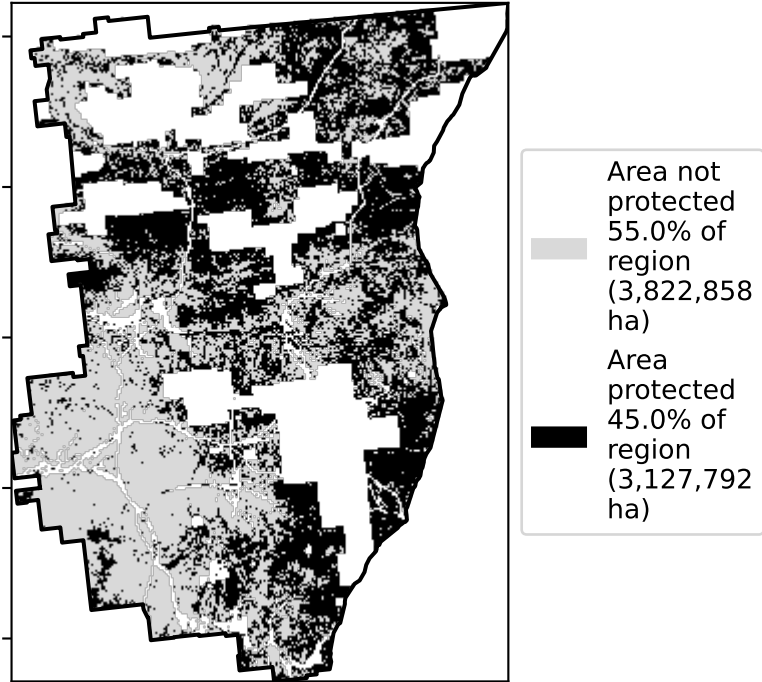 Area not
protected
55.0% of
region
(3,822,858
ha)
Area
protected
45.0% of
region
(3,127,792
ha)